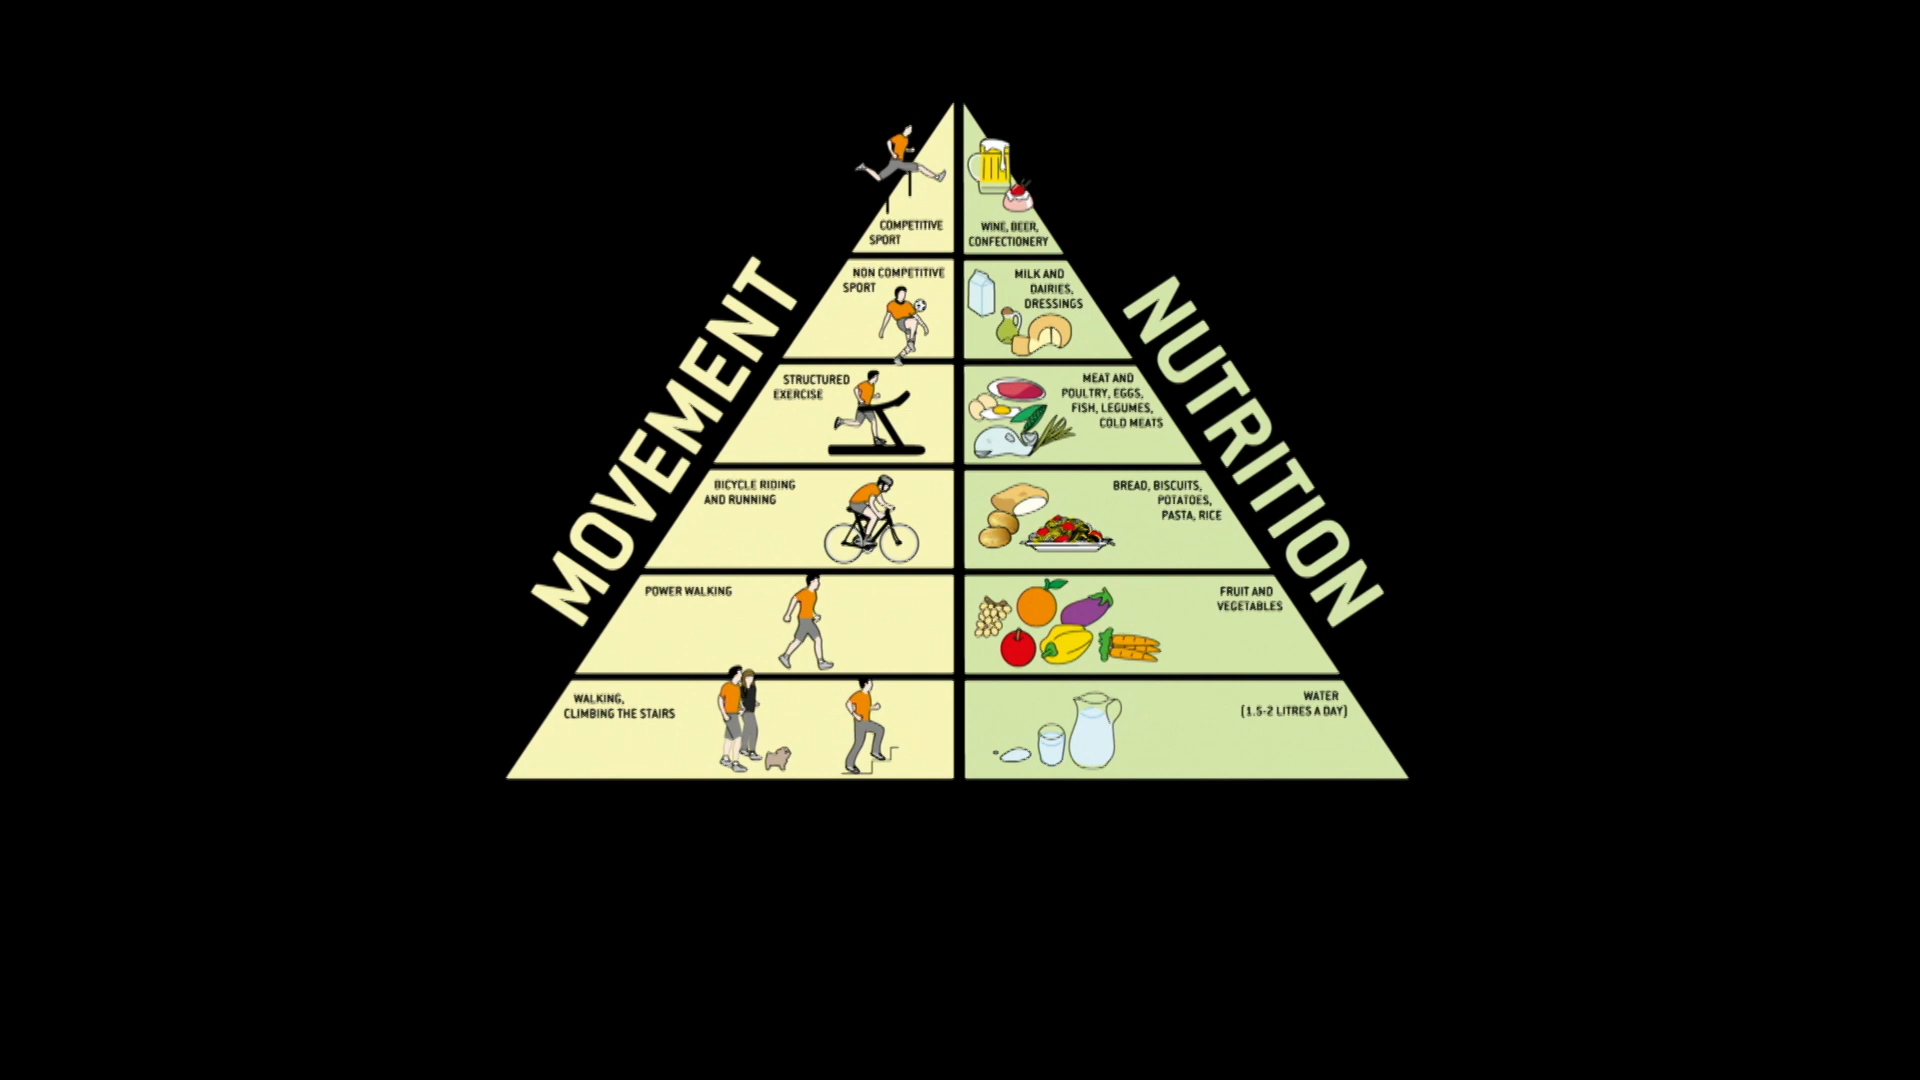 MOVEMENT
COMPETITIVE
SPORT
NON COMPETITIVE
SPORT
STRUCTURED
EXERCISE
BICYCLE RIDING
AND RUNNING
POWER WALKING
WALKING,
CLIMBING THE STAIRS
NUTRITION
WINE, BEER,
CONFECTIONERY
MILK AND
DAIRIES,
DRESSINGS
MEAT AND
POULTRY, EGGS,
FISH, LEGUMES,
COLD MEATS
BREAD, BISCUITS,
POTATOES,
PASTA, RICE
FRUIT AND
VEGETABLES
WATER
(1.5-2 LITRES A DAY)